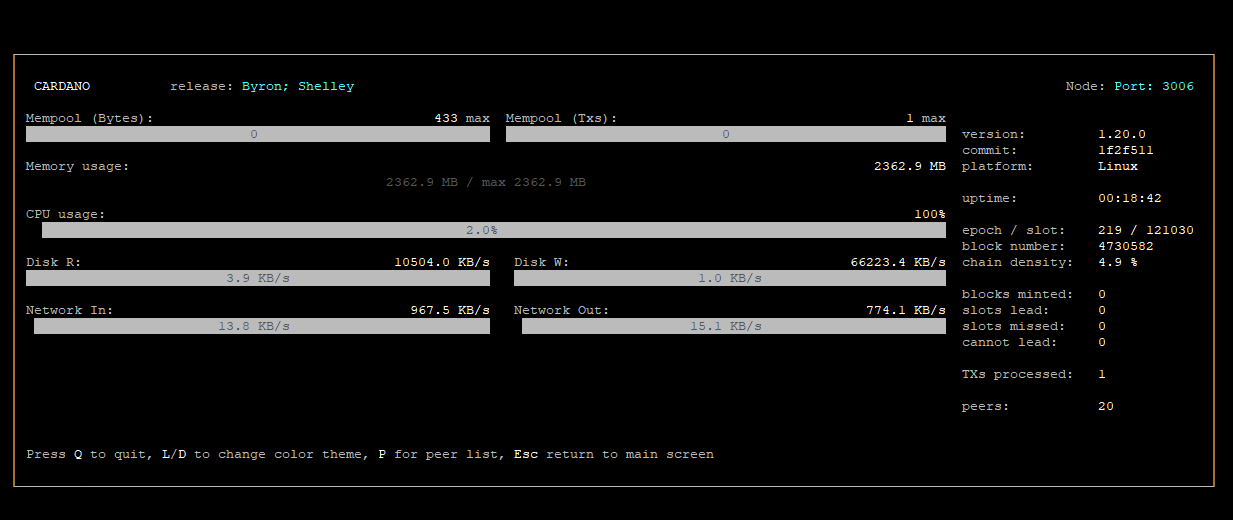 CARDANO release: Byron; Shelley Node: Port: 3006
Mempool (Bytes): 433 max Mempool (Txs): 1 max
0 0 version: 1.20.0
commit: 1f2f511
Memory usage: 2362.9 MB platform: Linux
2362.9 MB / max 2362.9 MB
uptime: 00:18:42
CPU usage: 100%
2.0% epoch / slot: 219 / 121030
block number: 4730582
Disk R: 10504.0 KB/s Disk W: 66223.4 KB/s chain density: 4.9 %
3.9 KB/s 1.0 KB/s
blocks minted: 0
Network In: 967.5 KB/s Network Out: 774.1 KB/s slots lead: 0
13.8 KB/s 15.1 KB/s slots missed: 0
cannot lead: 0
TXs processed: 1
peers: 20
Press Q to quit, L/D to change color theme, P for peer list, Esc return to main screen